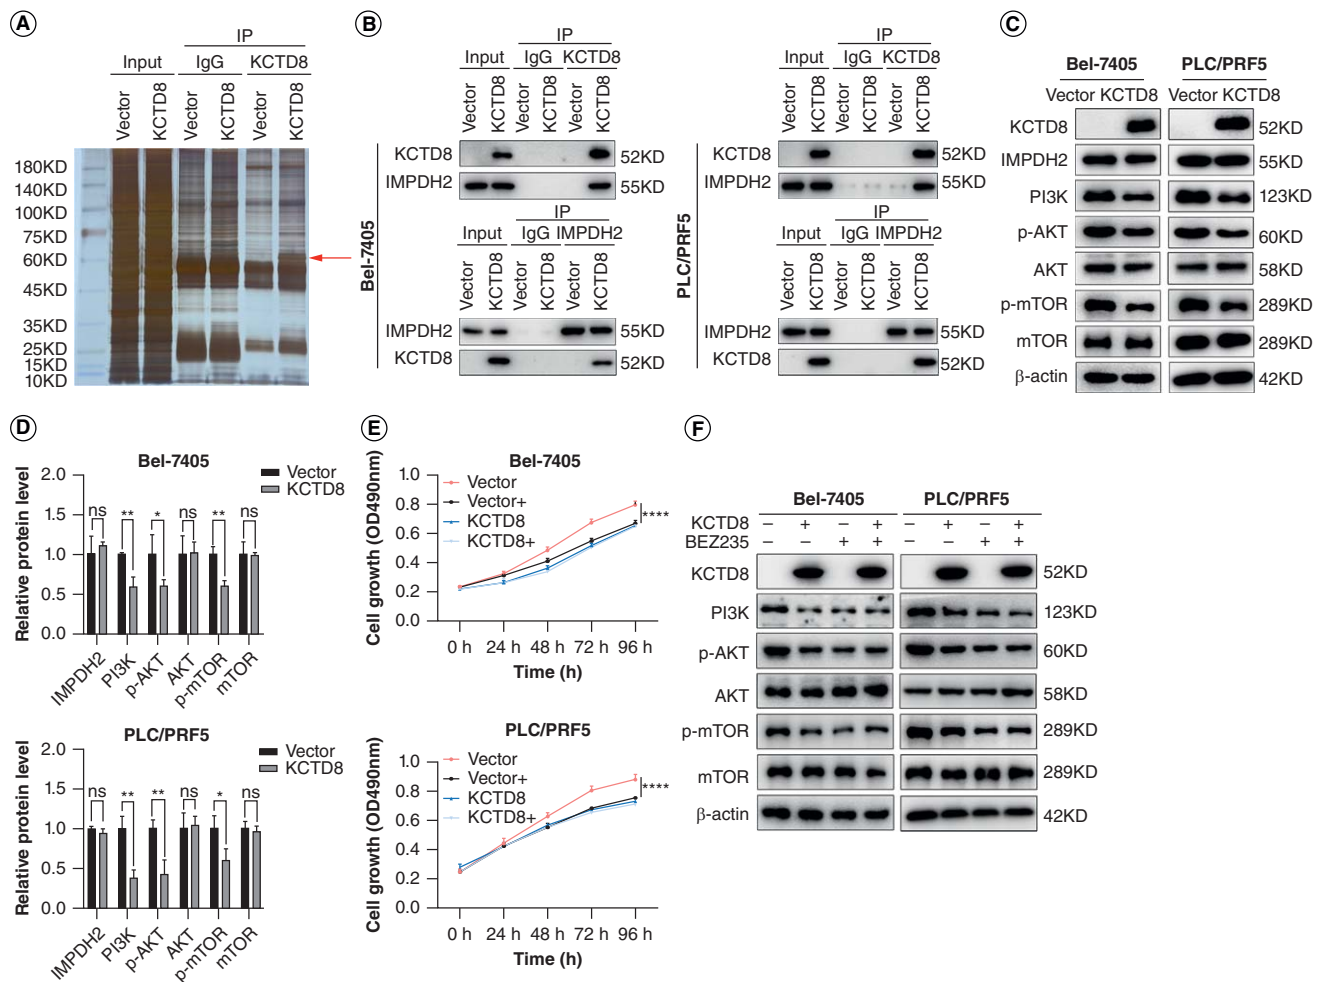 A
IP
Input IgG KCTD8
Vector KCTD8 Vector KCTD8 Vector KCTD8
180KD
140KD
100KD
75KD
60KD
45KD
35KD
25KD
15KD
10KD
B
Bel-7405
IP
Input IgG KCTD8
Vector KCTD8 Vector KCTD8 Vector KCTD8
KCTD8 52KD
IMPDH2 55KD
IP
Input IgG IMPDH2
Vector KCTD8 Vector KCTD8 Vector KCTD8
IMPDH2 55KD
KCTD8 52KD
PLC/PRF5
IP
Input IgG KCTD8
Vector KCTD8 Vector KCTD8 Vector KCTD8
KCTD8 52KD
IMPDH2 55KD
IP
Input IgG IMPDH2
Vector KCTD8 Vector KCTD8 Vector KCTD8
IMPDH2 55KD
KCTD8 52KD
C
Bel-7405 PLC/PRF5
Vector KCTD8 Vector KCTD8
KCTD8 52KD
IMPDH2 55KD
PI3K 123KD
p-AKT 60KD
AKT 58KD
p-mTOR 289KD
mTOR 289KD
β-actin 42KD
D
Bel-7405
Relative protein level
Vector
KCTD8
2.0
1.5
1.0
0.5
0.0
ns ** * ns ** ns
IMPDH2 PI3K p-AKT AKT p-mTOR mTOR
PLC/PRF5
Relative protein level
Vector
KCTD8
2.0
1.5
1.0
0.5
0.0
ns ** ** ns * ns
IMPDH2 PI3K p-AKT AKT p-mTOR mTOR
E
Bel-7405
Cell growth (OD490nm)
1.0
0.8
0.6
0.4
0.2
0.0
Vector
Vector+
KCTD8
KCTD8+
****
0 h 24 h 48 h 72 h 96 h
Time (h)
PLC/PRF5
Cell growth (OD490nm)
1.0
0.8
0.6
0.4
0.2
0.0
Vector
Vector+
KCTD8
KCTD8+
****
0 h 24 h 48 h 72 h 96 h
Time (h)
F
Bel-7405 PLC/PRF5
KCTD8 − + − + − + − +
BEZ235 − − + + − − + +
KCTD8 52KD
PI3K 123KD
p-AKT 60KD
AKT 58KD
p-mTOR 289KD
mTOR 289KD
β-actin 42KD